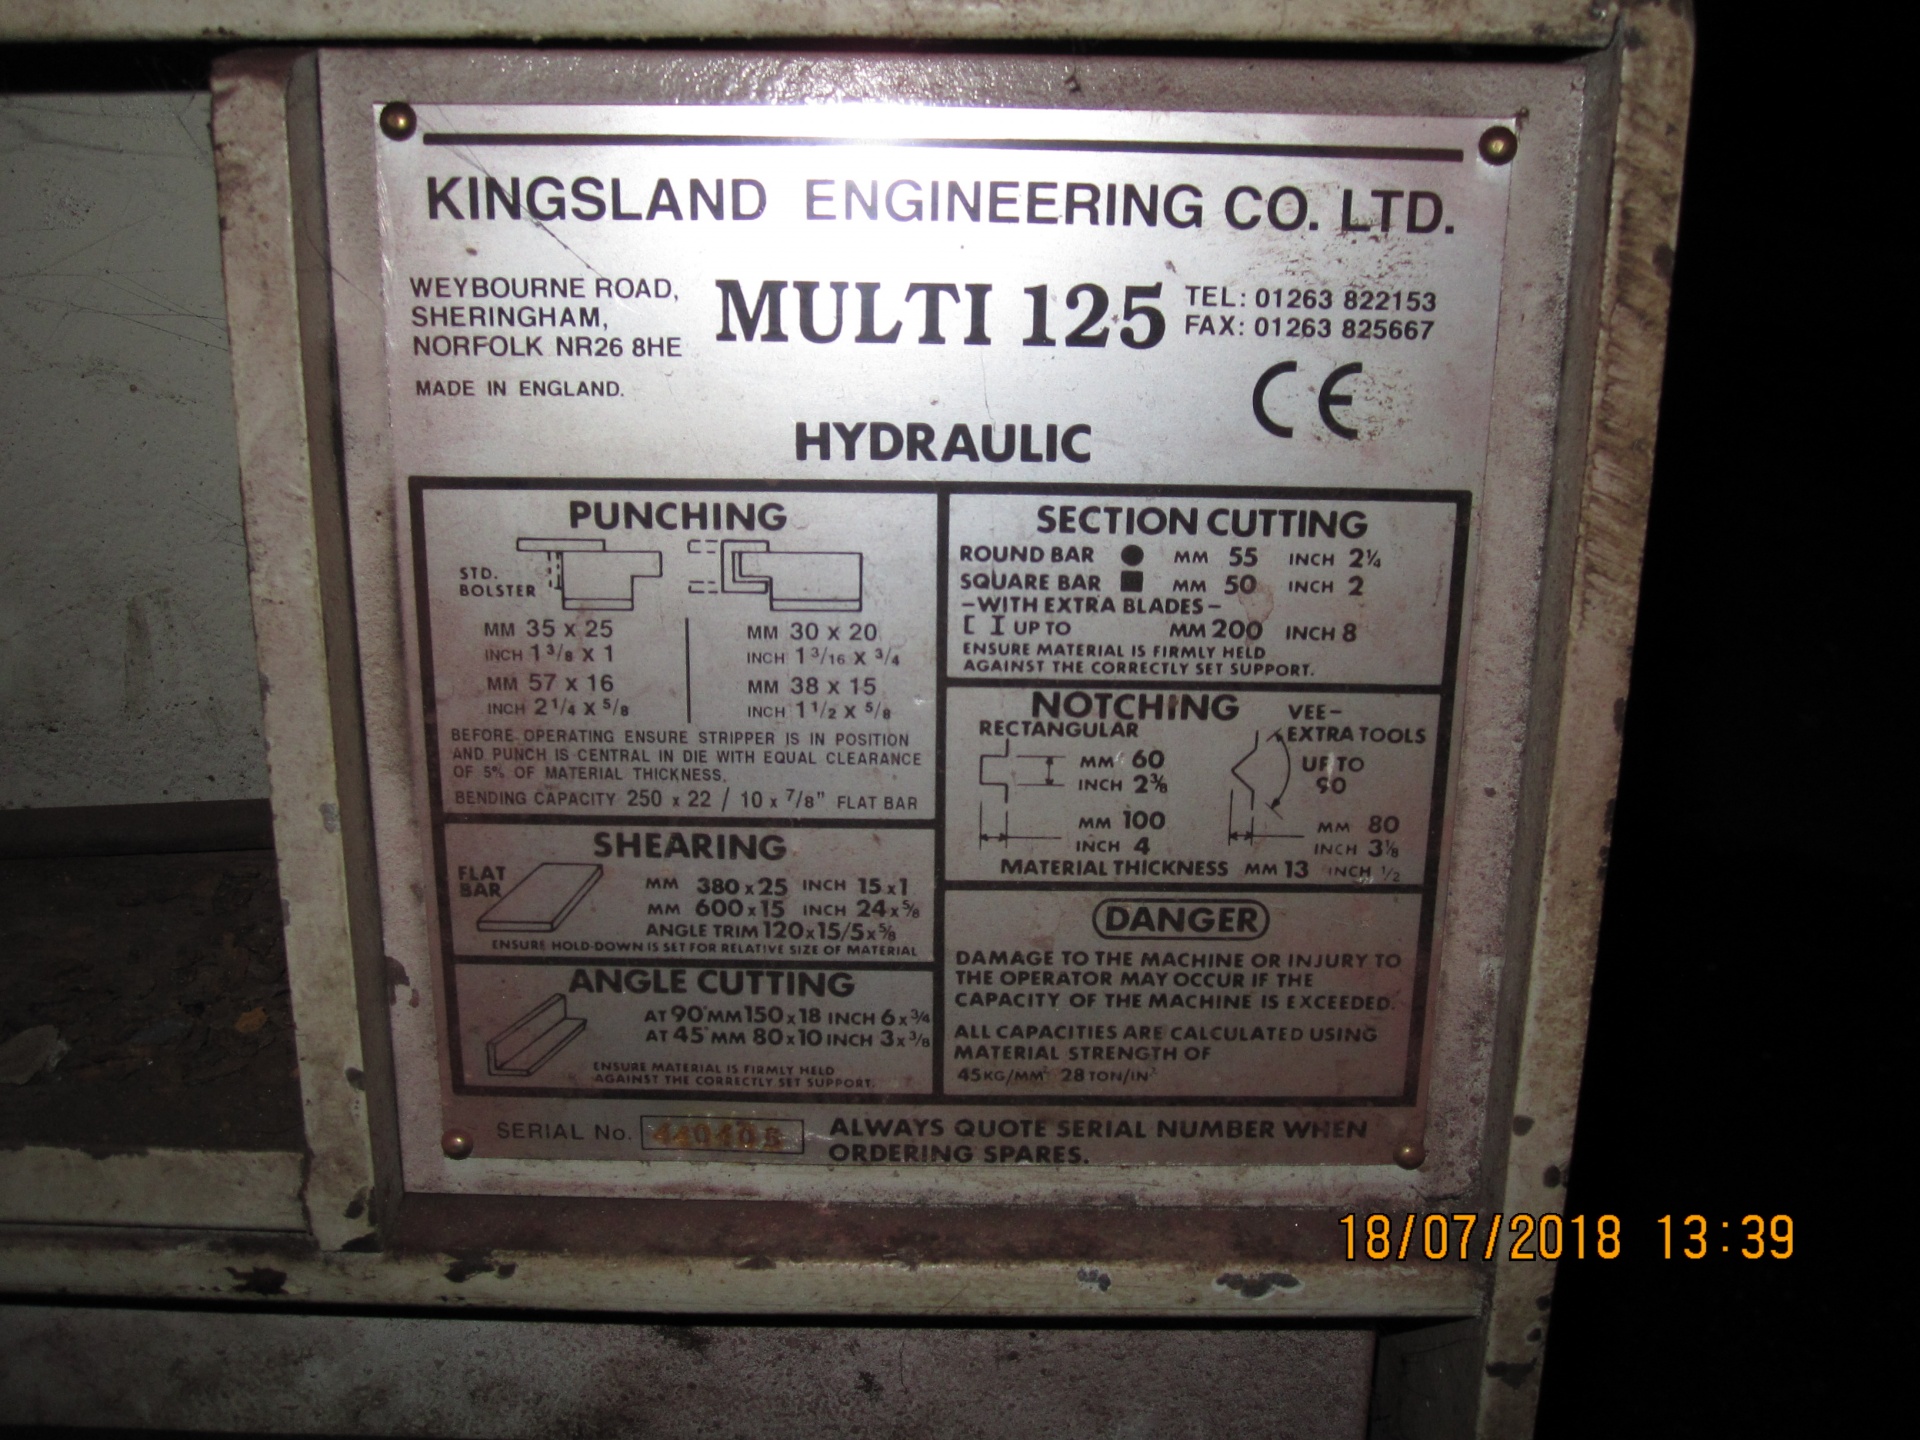 KINGSLAND ENGINEERING CO. LTD.
WEYBOURNE ROAD,
SHERINGHAM,
NORFOLK NR26 8HE
MADE IN ENGLAND.
MULTI 125
TEL: 01263 822153
FAX: 01263 825667
CE
HYDRAULIC
PUNCHING
STD.
BOLSTER
MM 35 x 25
INCH 1 3/8 X 1
MM 57 x 16
INCH 2 1/4 X 5/8
MM 30 x 20
INCH 1 3/16 X 3/4
MM 38 x 15
INCH 1 1/2 X 5/8
BEFORE OPERATING ENSURE STRIPPER IS IN POSITION
AND PUNCH IS CENTRAL IN DIE WITH EQUAL CLEARANCE
OF 5% OF MATERIAL THICKNESS.
BENDING CAPACITY 250 x 22 / 10 x 7/8" FLAT BAR
SHEARING
FLAT
BAR
MM 380 x 25 INCH 15 x 1
MM 600 x 15 INCH 24 x 5/8
ANGLE TRIM 120 x 15/5 x 5/8
ENSURE HOLD-DOWN IS SET FOR RELATIVE SIZE OF MATERIAL
ANGLE CUTTING
AT 90° MM 150 x 18 INCH 6 x 3/4
AT 45° MM 80 x 10 INCH 3 x 3/8
ENSURE MATERIAL IS FIRMLY HELD
AGAINST THE CORRECTLY SET SUPPORT.
SECTION CUTTING
ROUND BAR MM 55 INCH 2 1/4
SQUARE BAR MM 50 INCH 2
-WITH EXTRA BLADES-
[ I UP TO MM 200 INCH 8
ENSURE MATERIAL IS FIRMLY HELD
AGAINST THE CORRECTLY SET SUPPORT.
NOTCHING
RECTANGULAR
MM 60
INCH 2 3/8
MM 100
INCH 4
VEE-
EXTRA TOOLS
UP TO
90
MM 80
INCH 3 1/8
MATERIAL THICKNESS MM 13 INCH 1/2
DANGER
DAMAGE TO THE MACHINE OR INJURY TO
THE OPERATOR MAY OCCUR IF THE
CAPACITY OF THE MACHINE IS EXCEEDED.
ALL CAPACITIES ARE CALCULATED USING
MATERIAL STRENGTH OF
45KG/MM² 28 TON/IN²
SERIAL No.
ALWAYS QUOTE SERIAL NUMBER WHEN
ORDERING SPARES.
18/07/2018 13:39